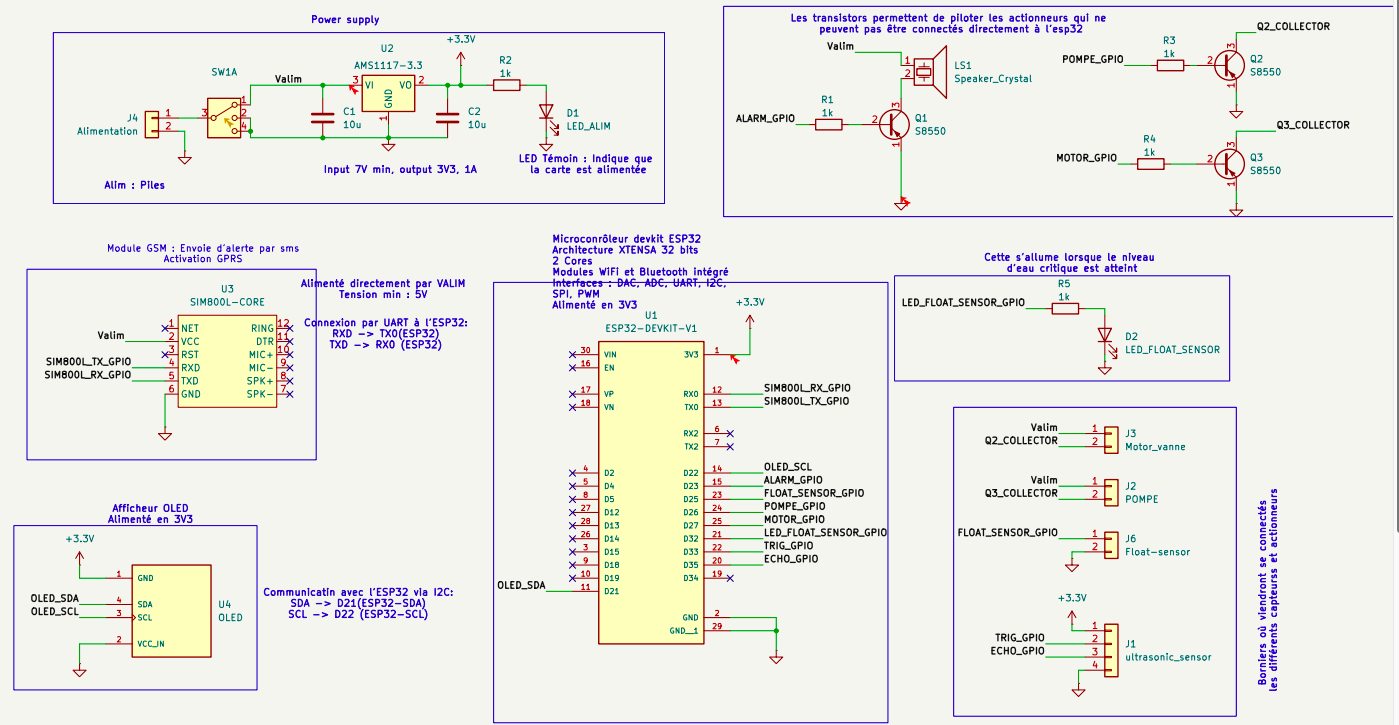 Power supply
+3.3V
U2
AMS1117-3.3
R2
1k
SW1A
Valim
3 VI VO 2
GND
1
J4
Alimentation
1
2
3
1
2
4
C1
10u
C2
10u
D1
LED_ALIM
LED Témoin : Indique que
la carte est alimentée
Input 7V min, output 3V3, 1A
Alim : Piles
Les transistors permettent de piloter les actionneurs qui ne
peuvent pas être connectés directement à l'esp32
Valim
1
2
LS1
Speaker_Crystal
R1
1k
ALARM_GPIO
2
3
1
Q1
S8550
Q2_COLLECTOR
R3
1k
POMPE_GPIO
2
3
1
Q2
S8550
Q3_COLLECTOR
R4
1k
MOTOR_GPIO
2
3
1
Q3
S8550
Module GSM : Envoie d'alerte par sms
Activation GPRS
U3
SIM800L-CORE
Valim
SIM800L_TX_GPIO
SIM800L_RX_GPIO
1 NET RING 12
2 VCC DTR 11
3 RST MIC+ 10
4 RXD MIC- 9
5 TXD SPK+ 8
6 GND SPK- 7
Alimenté directement par VALIM
Tension min : 5V
Connexion par UART à l'ESP32:
RXD -> TX0(ESP32)
TXD -> RX0 (ESP32)
Microconrôleur devkit ESP32
Architecture XTENSA 32 bits
2 Cores
Modules WiFi et Bluetooth intégré
Interfaces : DAC, ADC, UART, I2C,
SPI, PWM
Alimenté en 3V3
U1
ESP32-DEVKIT-V1
+3.3V
30 VIN 3V3 1
16 EN
17 VP RX0 12 SIM800L_RX_GPIO
18 VN TX0 13 SIM800L_TX_GPIO
RX2 6
TX2 7
4 D2 D22 14 OLED_SCL
5 D4 D23 15 ALARM_GPIO
8 D5 D25 23 FLOAT_SENSOR_GPIO
27 D12 D26 24 POMPE_GPIO
28 D13 D27 25 MOTOR_GPIO
26 D14 D32 21 LED_FLOAT_SENSOR_GPIO
3 D15 D33 22 TRIG_GPIO
9 D18 D35 20 ECHO_GPIO
10 D19 D34 19
OLED_SDA 11 D21
GND 2
GND__1 29
Cette s'allume lorsque le niveau
d'eau critique est atteint
R5
1k
LED_FLOAT_SENSOR_GPIO
D2
LED_FLOAT_SENSOR
Afficheur OLED
Alimenté en 3V3
+3.3V
1 GND
OLED_SDA 4 SDA
OLED_SCL 3 SCL
2 VCC_IN
U4
OLED
Communicatin avec l'ESP32 via I2C:
SDA -> D21(ESP32-SDA)
SCL -> D22 (ESP32-SCL)
Valim 1
Q2_COLLECTOR 2
J3
Motor_vanne
Valim 1
Q3_COLLECTOR 2
J2
POMPE
FLOAT_SENSOR_GPIO 1
2
J6
Float-sensor
+3.3V
1
TRIG_GPIO 2
ECHO_GPIO 3
4
J1
ultrasonic_sensor
Borniers où viendront se connectés
les différents capteurss et actionneurs